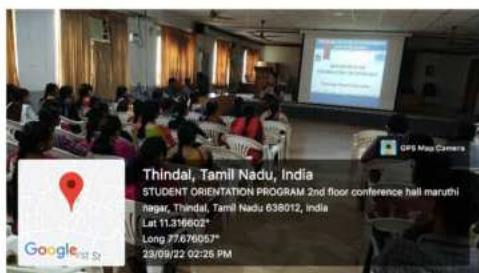 GPS Map Camera
Thindal, Tamil Nadu, India
STUDENT ORIENTATION PROGRAM 2nd floor conference hall maruthi
nagar, Thindal, Tamil Nadu 638012, India
Lat 11.316602°
Long 77.676057°
23/09/22 02:25 PM
Google